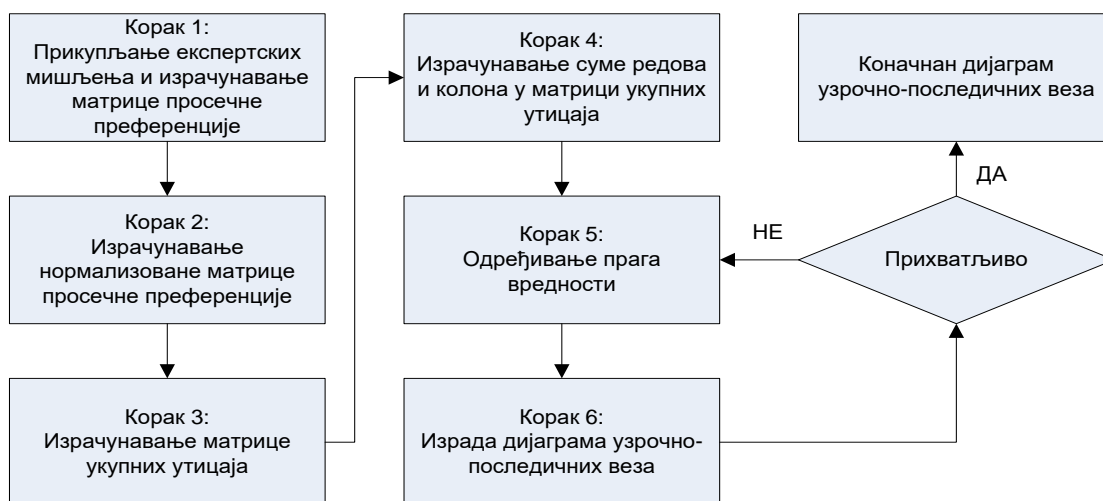 Корак 1:
Прикупљање експертских
мишљења и израчунавање
матрице просечне
преференције
Корак 2:
Израчунавање
нормализоване матрице
просечне преференције
Корак 3:
Израчунавање матрице
укупних утицаја
Корак 4:
Израчунавање суме редова
и колона у матрици укупних
утицаја
Корак 5:
Одређивање прага
вредности
Корак 6:
Израда дијаграма узрочно-
последичних веза
Прихватљиво
НЕ
ДА
Коначнан дијаграм
узрочно-последичних веза